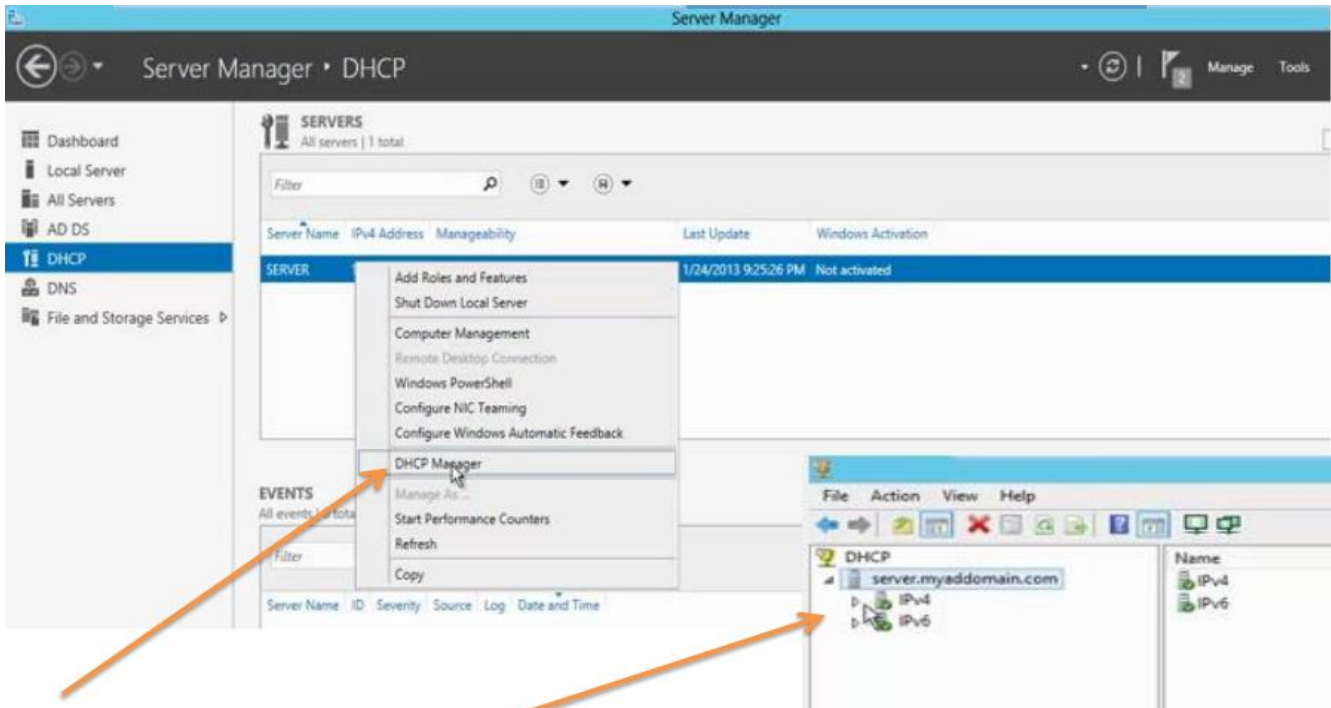 Server Manager
Server Manager • DHCP
2 Manage Tools
Dashboard
Local Server
All Servers
AD DS
DHCP
DNS
File and Storage Services
SERVERS
All servers | 1 total
Filter
Server Name IPv4 Address Manageability Last Update Windows Activation
SERVER 1/24/2013 9:25:26 PM Not activated
Add Roles and Features
Shut Down Local Server
Computer Management
Remote Desktop Connection
Windows PowerShell
Configure NIC Teaming
Configure Windows Automatic Feedback
DHCP Manager
Manage As ...
Start Performance Counters
Refresh
Copy
EVENTS
All events
Filter
Server Name ID Severity Source Log Date and Time
File Action View Help
DHCP
server.myaddomain.com
IPv4
IPv6
Name
IPv4
IPv6